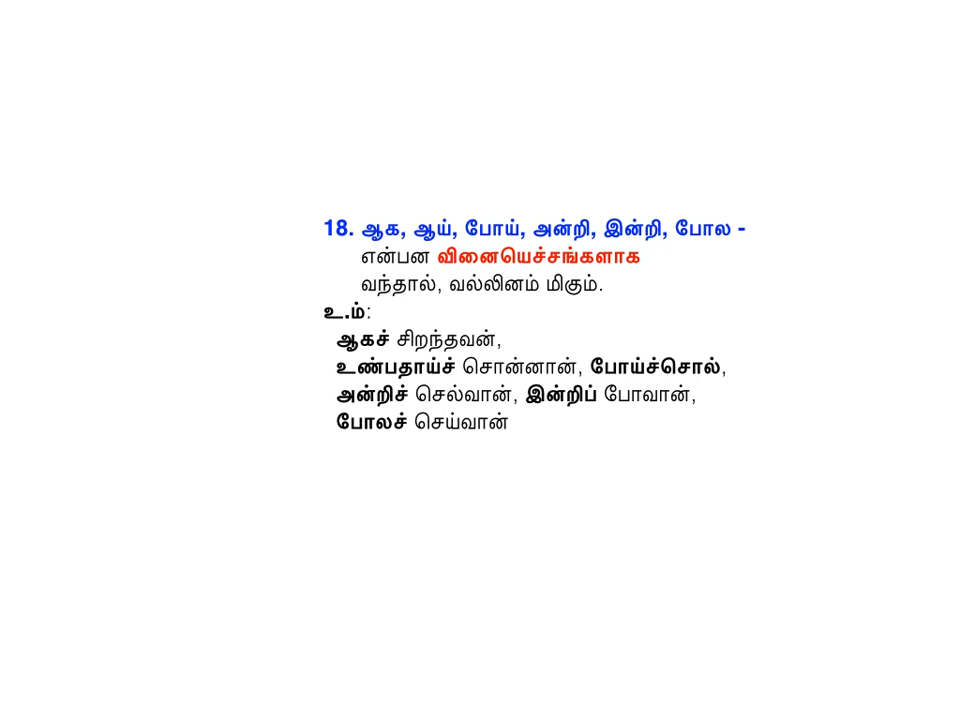 18. ஆக, ஆய், போய், அன்றி, இன்றி, போல -
என்பன வினையெச்சங்களாக
வந்தால், வல்லினம் மிகும்.
உ.ம்:
ஆகச் சிறந்தவன்,
உண்பதாய்ச் சொன்னான், போய்ச்சொல்,
அன்றிச் செல்வான், இன்றிப் போவான்,
போலச் செய்வான்